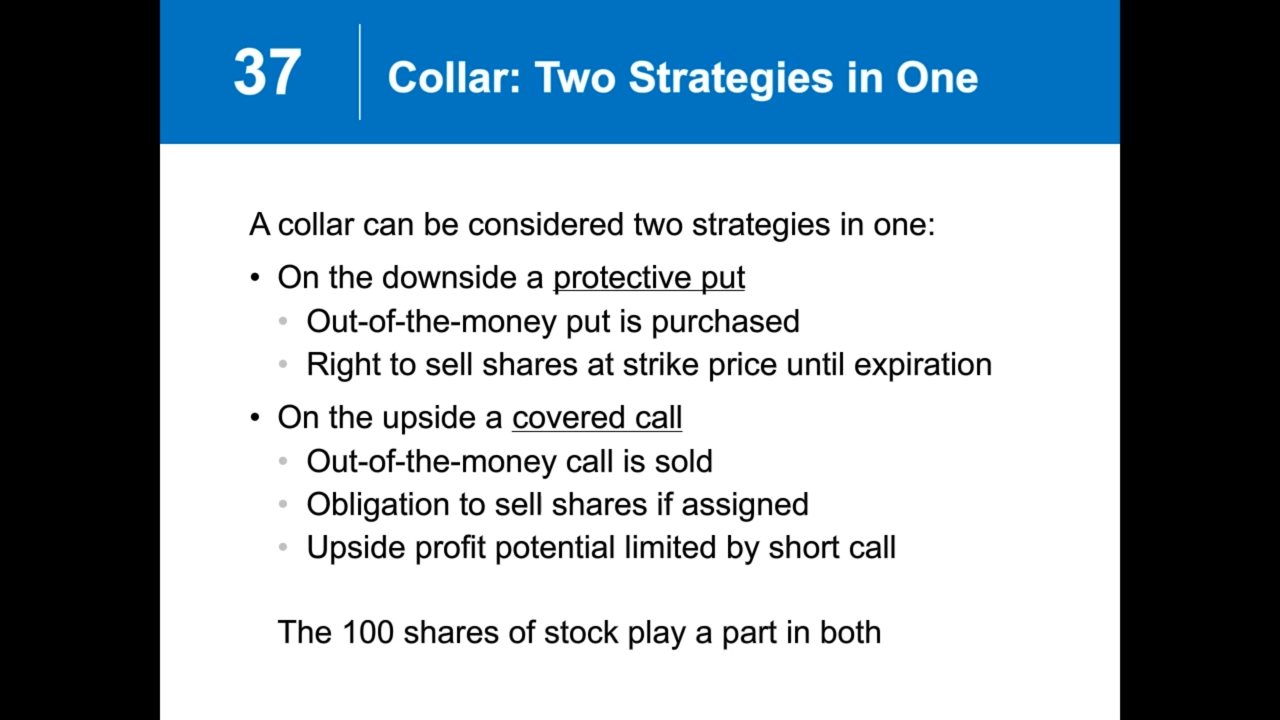 37
Collar: Two Strategies in One
A collar can be considered two strategies in one:
• On the downside a protective put
• Out-of-the-money put is purchased
• Right to sell shares at strike price until expiration
• On the upside a covered call
• Out-of-the-money call is sold
• Obligation to sell shares if assigned
• Upside profit potential limited by short call
The 100 shares of stock play a part in both